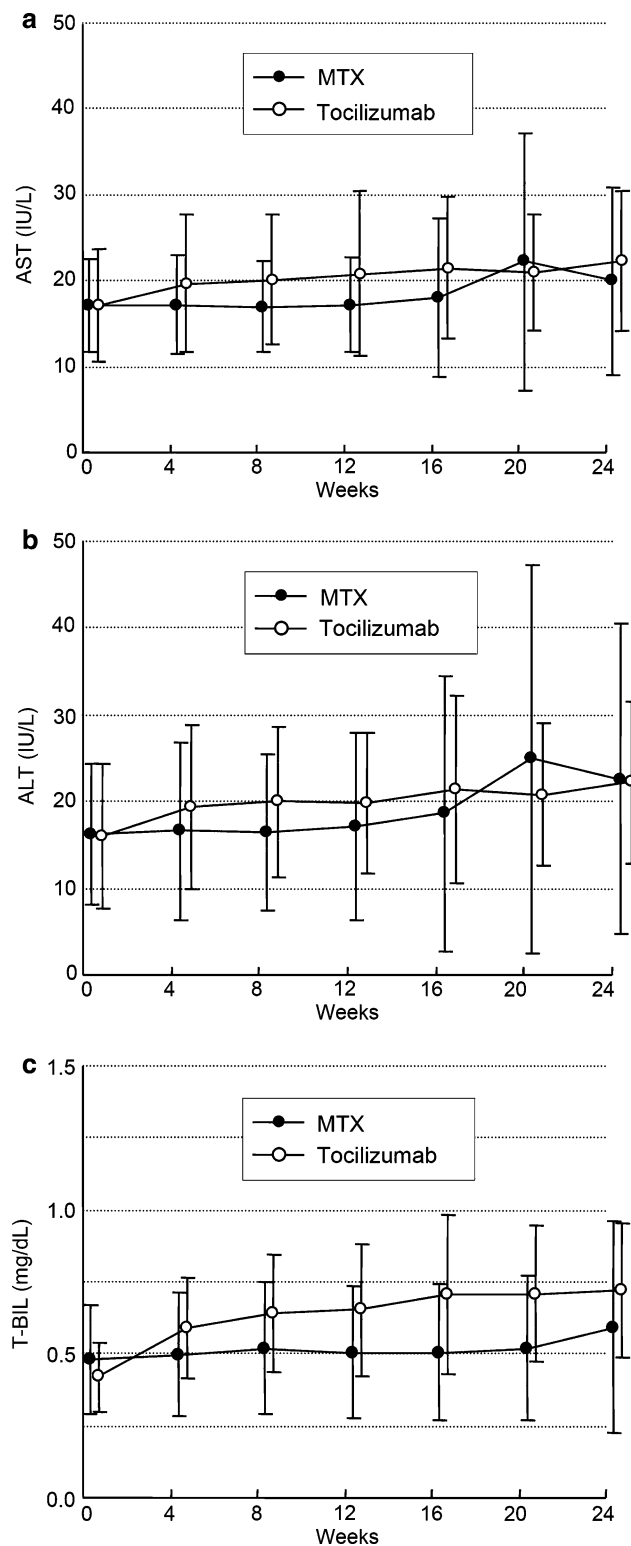 a
50
40
30
20
10
0
AST (IU/L)
MTX
Tocilizumab
0 4 8 12 16 20 24
Weeks
b
50
40
30
20
10
0
ALT (IU/L)
MTX
Tocilizumab
0 4 8 12 16 20 24
Weeks
c
1.5
1.0
0.5
0.0
T-BIL (mg/dL)
MTX
Tocilizumab
0 4 8 12 16 20 24
Weeks